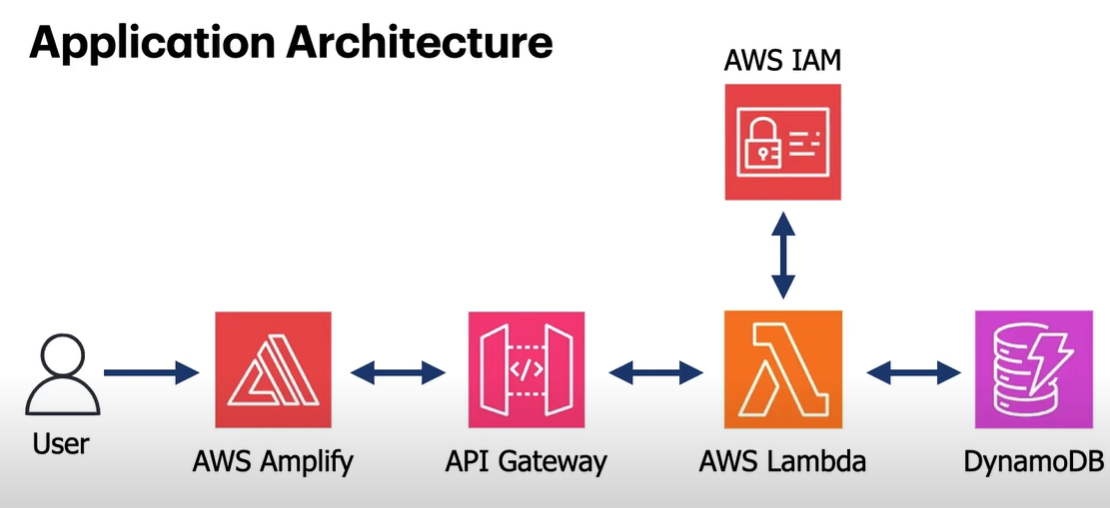 Application Architecture
AWS IAM
</>
User
AWS Amplify
API Gateway
AWS Lambda
DynamoDB